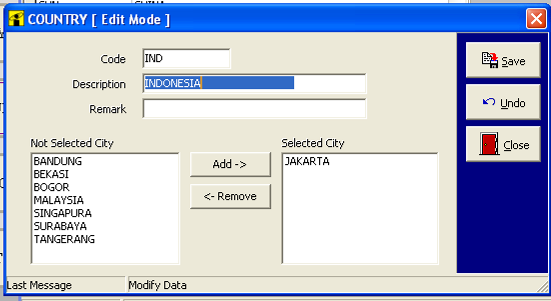 COUNTRY [ Edit Mode ]
Code IND
Description INDONESIA
Remark
Save
Undo
Close
Not Selected City
BANDUNG
BEKASI
BOGOR
MALAYSIA
SINGAPURA
SURABAYA
TANGERANG
Add ->
<- Remove
Selected City
JAKARTA
Last Message Modify Data